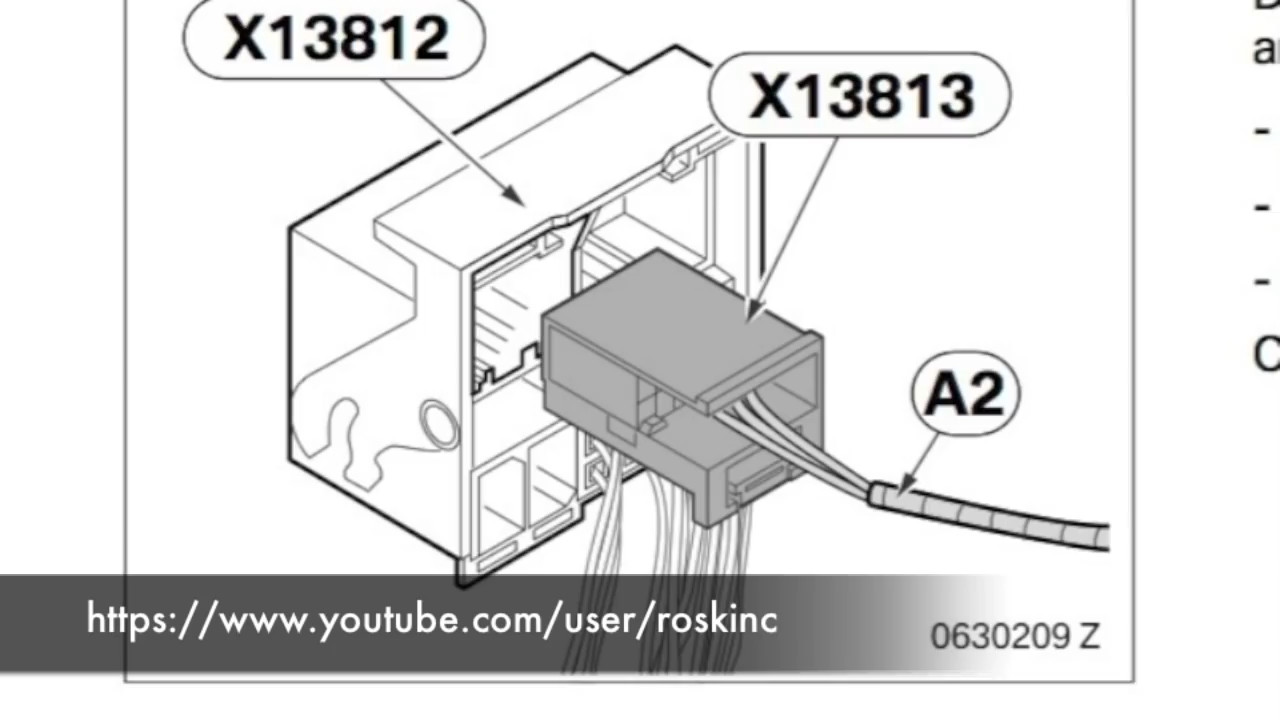 X13812
X13813
-
-
-
A2
https://www.youtube.com/user/roskinc
0630209 Z